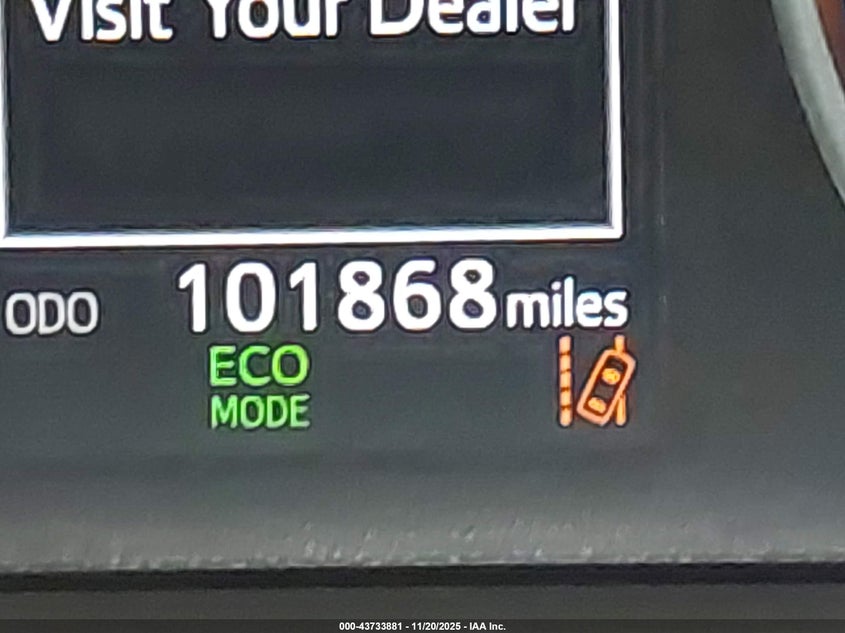 Visit Your Dealer
ODO 101868 miles
ECO
MODE
000-43733881 - 11/20/2025 - IAA Inc.